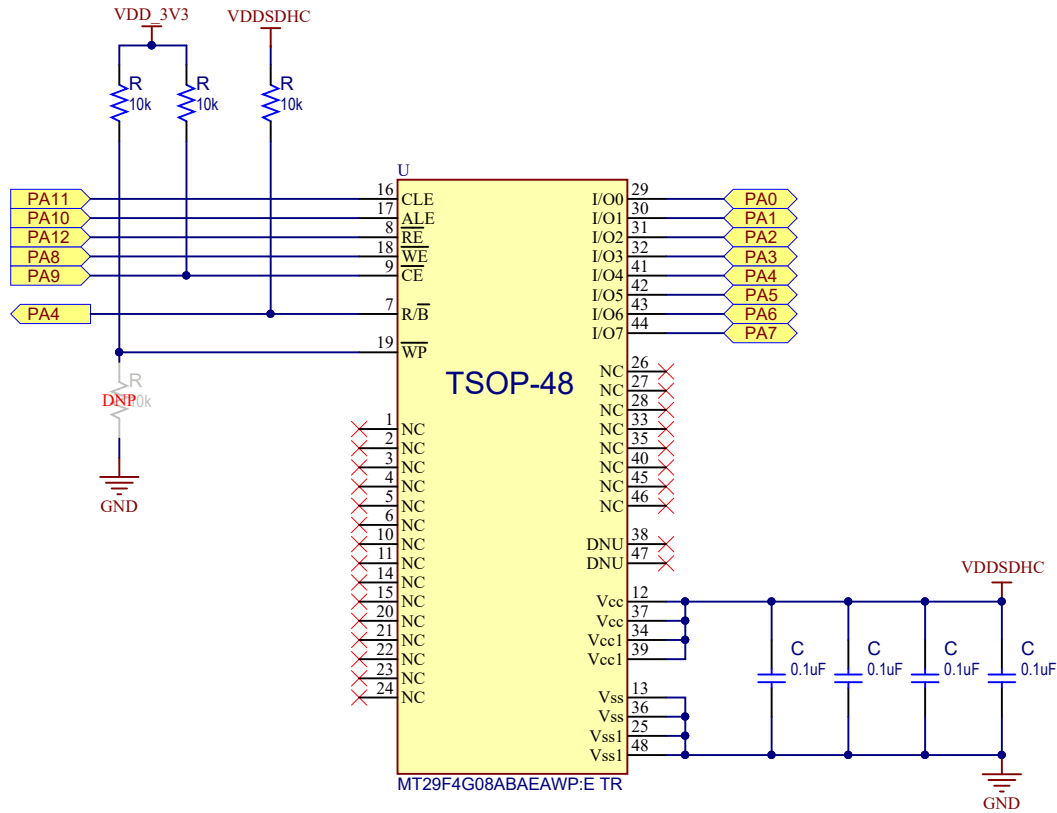 VDD_3V3
VDDSDHC
R
10k
R
10k
R
10k
U
PA11
16
CLE
PA10
17
ALE
PA12
8
RE
PA8
18
WE
PA9
9
CE
PA4
7
R/B
19
WP
R
DNP
10k
GND
TSOP-48
1
NC
2
NC
3
NC
4
NC
5
NC
6
NC
10
NC
11
NC
14
NC
15
NC
20
NC
21
NC
22
NC
23
NC
24
NC
I/O0
29
PA0
I/O1
30
PA1
I/O2
31
PA2
I/O3
32
PA3
I/O4
41
PA4
I/O5
42
PA5
I/O6
43
PA6
I/O7
44
PA7
NC
26
NC
27
NC
28
NC
33
NC
35
NC
40
NC
45
NC
46
DNU
38
DNU
47
Vcc
12
Vcc
37
Vcc1
34
Vcc1
39
Vss
13
Vss
36
Vss1
25
Vss1
48
VDDSDHC
C
0.1uF
C
0.1uF
C
0.1uF
C
0.1uF
GND
MT29F4G08ABAEAWP:E TR